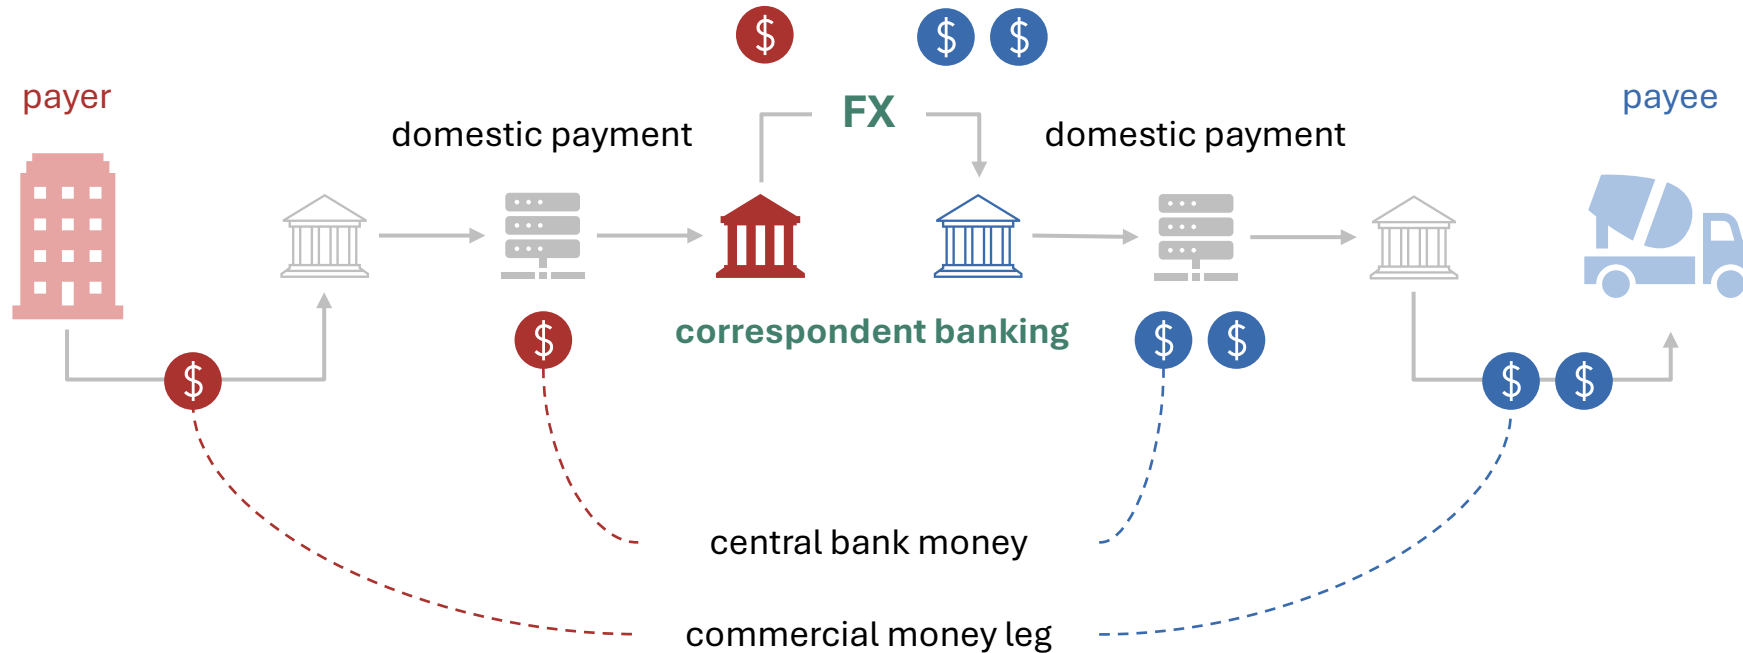 $
$ $
payer
FX
payee
domestic payment
domestic payment
$
correspondent banking
$ $
$
$ $
central bank money
commercial money leg